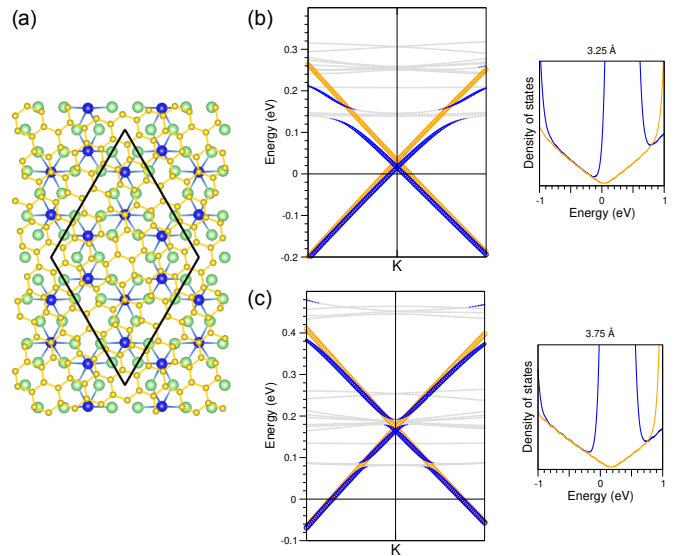 (a)
(b)
0.3
0.2
0.1
0
-0.1
-0.2
Energy (eV)
K
3.25 Å
Density of states
-1 0 1
Energy (eV)
(c)
0.4
0.3
0.2
0.1
0
-0.1
Energy (eV)
K
3.75 Å
Density of states
-1 0 1
Energy (eV)